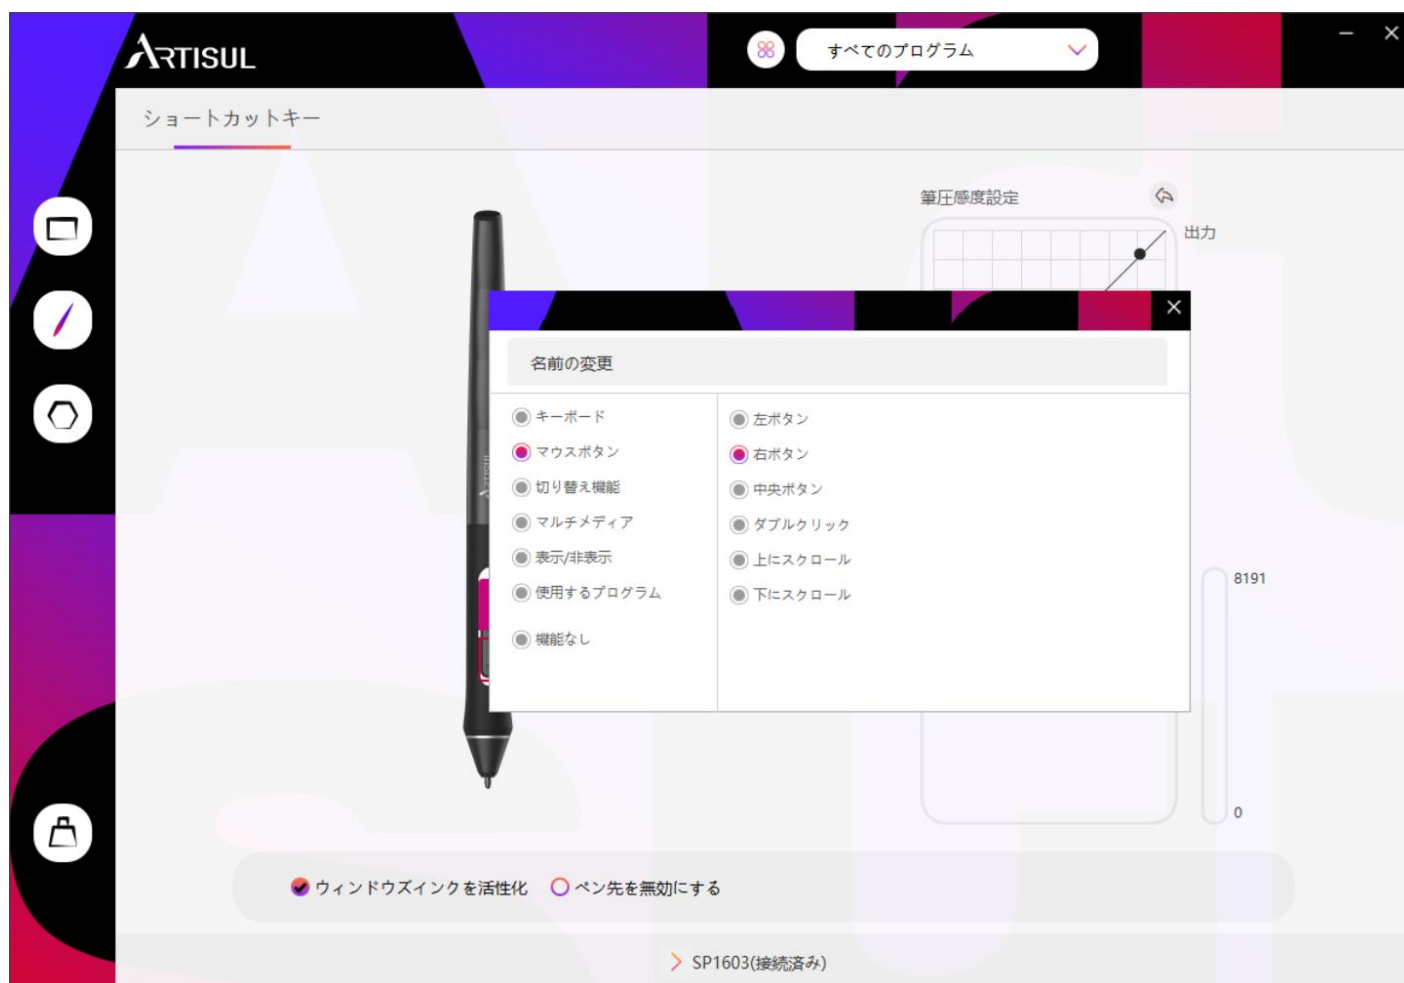 ARTISUL
すべてのプログラム
ショートカットキー
筆圧感度設定
出力
名前の変更
キーボード
マウスボタン
切り替え機能
マルチメディア
表示/非表示
使用するプログラム
機能なし
左ボタン
右ボタン
中央ボタン
ダブルクリック
上にスクロール
下にスクロール
ARTISUL
8191
0
ウィンドウズインクを活性化
ペン先を無効にする
SP1603(接続済み)